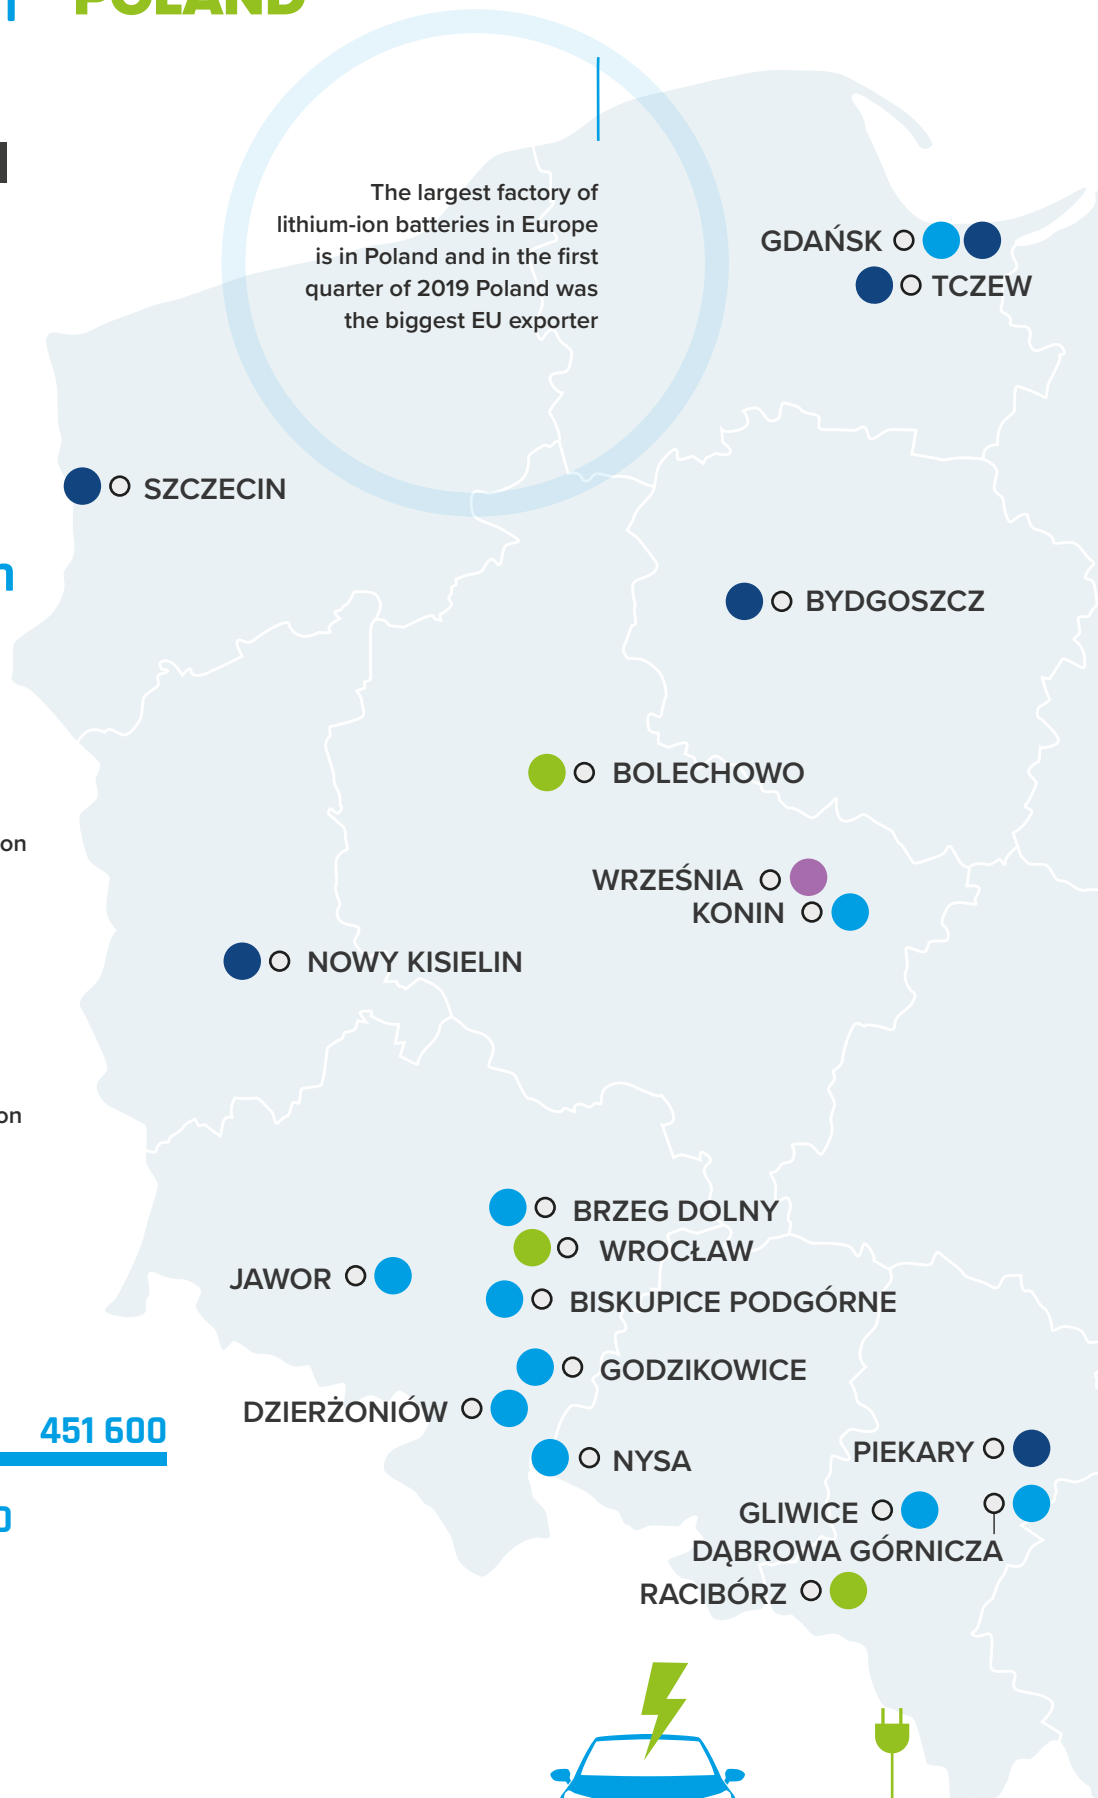 POLAND
The largest factory of
lithium-ion batteries in Europe
is in Poland and in the first
quarter of 2019 Poland was
the biggest EU exporter
GDAŃSK
TCZEW
SZCZECIN
BYDGOSZCZ
BOLECHOWO
on
WRZEŚNIA
KONIN
NOWY KISIELIN
on
BRZEG DOLNY
WROCŁAW
JAWOR
BISKUPICE PODGÓRNE
GODZIKOWICE
DZIERŻONIÓW
451 600
NYSA
PIEKARY
GLIWICE
DĄBROWA GÓRNICZA
RACIBÓRZ